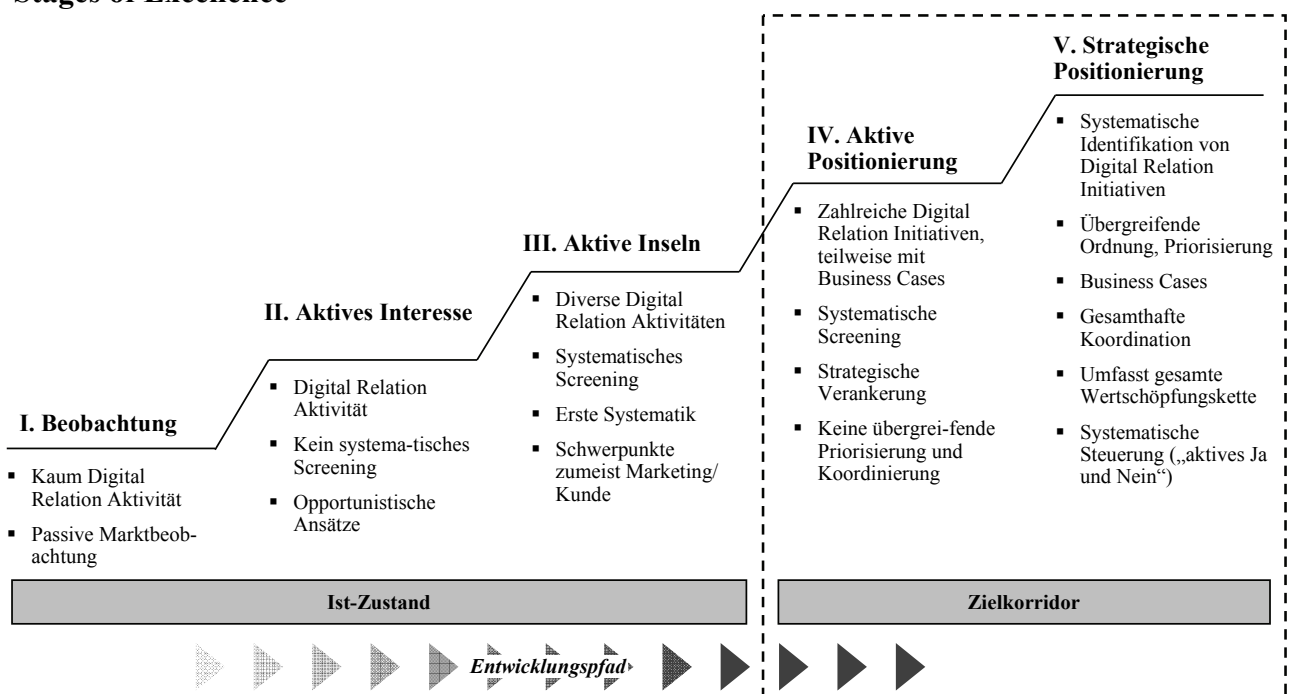 Stages of Excellence
I. Beobachtung
▪ Kaum Digital
Relation Aktivität
▪ Passive Marktbeob-
achtung
II. Aktives Interesse
▪ Digital Relation
Aktivität
▪ Kein systema-tisches
Screening
▪ Opportunistische
Ansätze
III. Aktive Inseln
▪ Diverse Digital
Relation Aktivitäten
▪ Systematisches
Screening
▪ Erste Systematik
▪ Schwerpunkte
zumeist Marketing/
Kunde
IV. Aktive
Positionierung
▪ Zahlreiche Digital
Relation Initiativen,
teilweise mit
Business Cases
▪ Systematische
Screening
▪ Strategische
Verankerung
▪ Keine übergrei-fende
Priorisierung und
Koordinierung
V. Strategische
Positionierung
▪ Systematische
Identifikation von
Digital Relation
Initiativen
▪ Übergreifende
Ordnung, Priorisierung
▪ Business Cases
▪ Gesamthafte
Koordination
▪ Umfasst gesamte
Wertschöpfungskette
▪ Systematische
Steuerung („aktives Ja
und Nein“)
Ist-Zustand
Zielkorridor
Entwicklungspfad